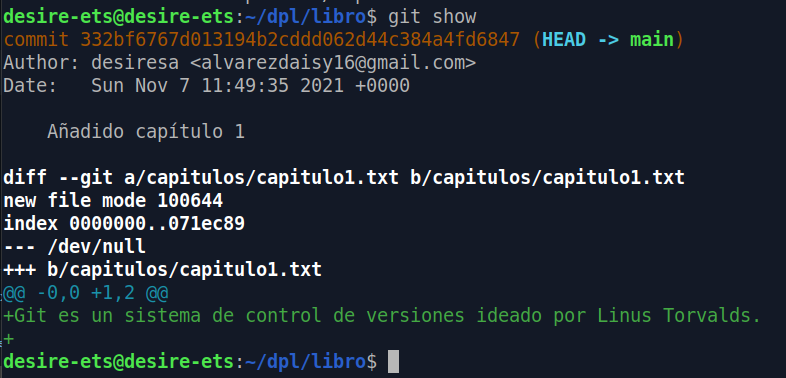 desire-ets@desire-ets:~/dpl/libro$ git show
commit 332bf6767d013194b2cddd062d44c384a4fd6847 (HEAD -> main)
Author: desiresa <alvarezdaisy16@gmail.com>
Date:   Sun Nov 7 11:49:35 2021 +0000

    Añadido capítulo 1

diff --git a/capitulos/capitulo1.txt b/capitulos/capitulo1.txt
new file mode 100644
index 0000000..071ec89
--- /dev/null
+++ b/capitulos/capitulo1.txt
@@ -0,0 +1,2 @@
+Git es un sistema de control de versiones ideado por Linus Torvalds.
+
desire-ets@desire-ets:~/dpl/libro$